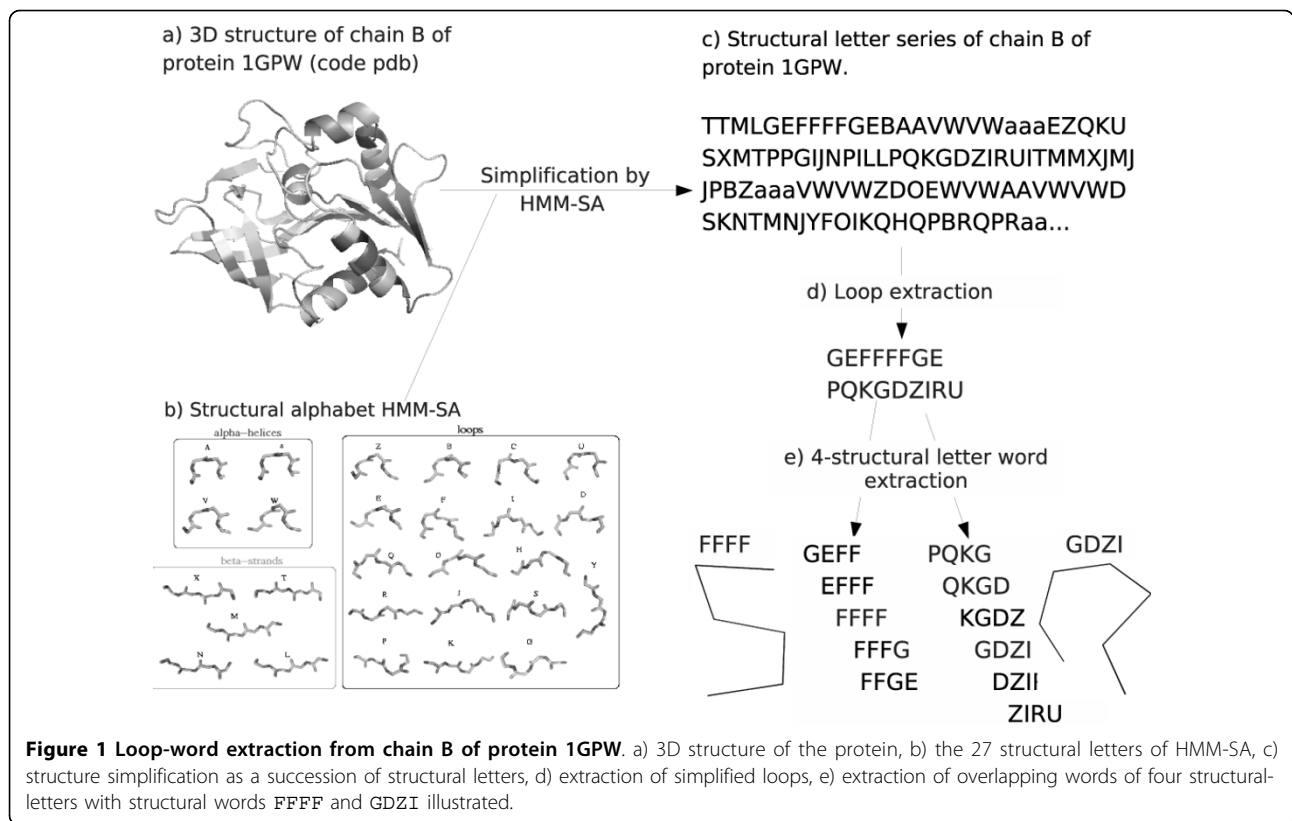 a) 3D structure of chain B of
protein 1GPW (code pdb)
Simplification by
HMM-SA
b) Structural alphabet HMM-SA
alpha-helices
A a
V W
beta-strands
X T
M
N L
loops
Z B C O
E F I D
Q O H Y
R J S
P K G
c) Structural letter series of chain B of
protein 1GPW.
TTMLGEFFFFGEBAAVWVWaaaEZQKU
SXMTPPGIJNPILLPQKGDZIRUITMMXJMJ
JPBZaaaVWVWZDOEWVWAAVWVWD
SKNTMNJYFOIKQHQPBRQPRaa...
d) Loop extraction
GEFFFFGE
PQKGDZIRU
e) 4-structural letter word
extraction
FFFF
GEFF
EFFF
FFFF
FFFG
FFGE
PQKG
QKGD
KGDZ
GDZI
DZII
ZIRU
GDZI
Figure 1 Loop-word extraction from chain B of protein 1GPW. a) 3D structure of the protein, b) the 27 structural letters of HMM-SA, c)
structure simplification as a succession of structural letters, d) extraction of simplified loops, e) extraction of overlapping words of four structural-
letters with structural words FFFF and GDZI illustrated.